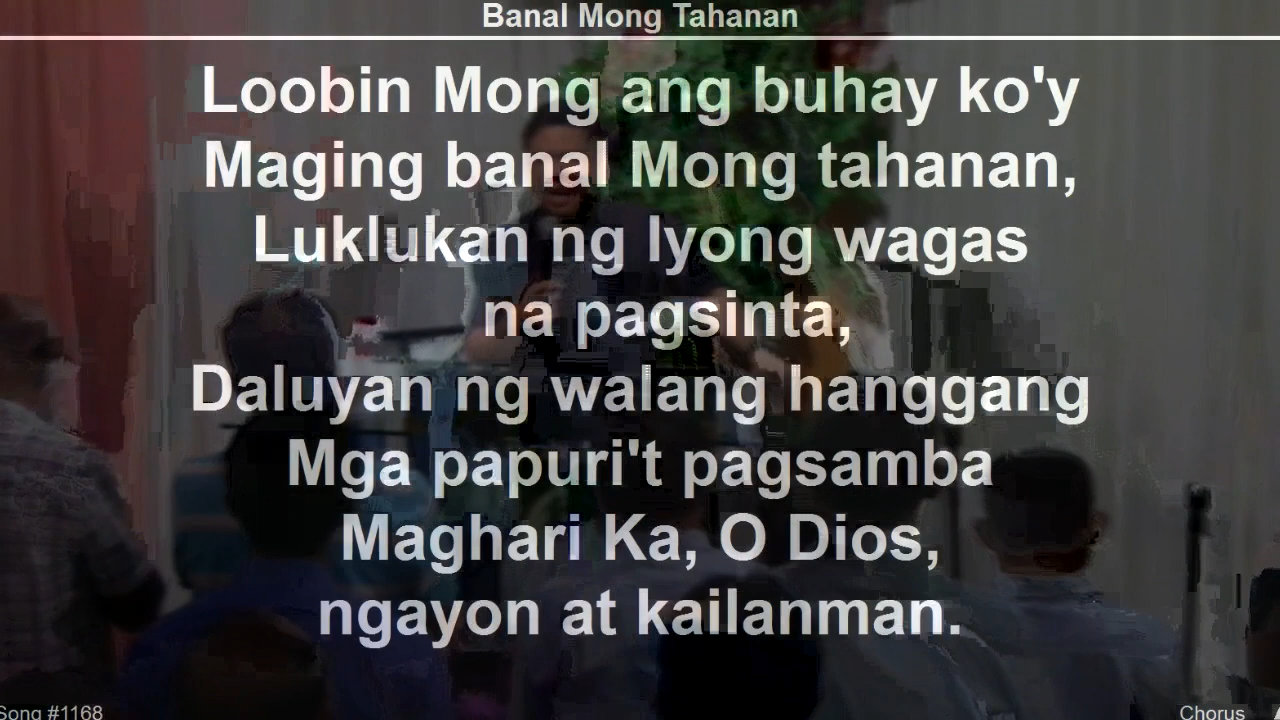 Banal Mong Tahanan
Loobin Mong ang buhay ko'y
Maging banal Mong tahanan,
Luklukan ng Iyong wagas
na pagsinta,
Daluyan ng walang hanggang
Mga papuri't pagsamba
Maghari Ka, O Dios,
ngayon at kailanman.
Song #1168
Chorus